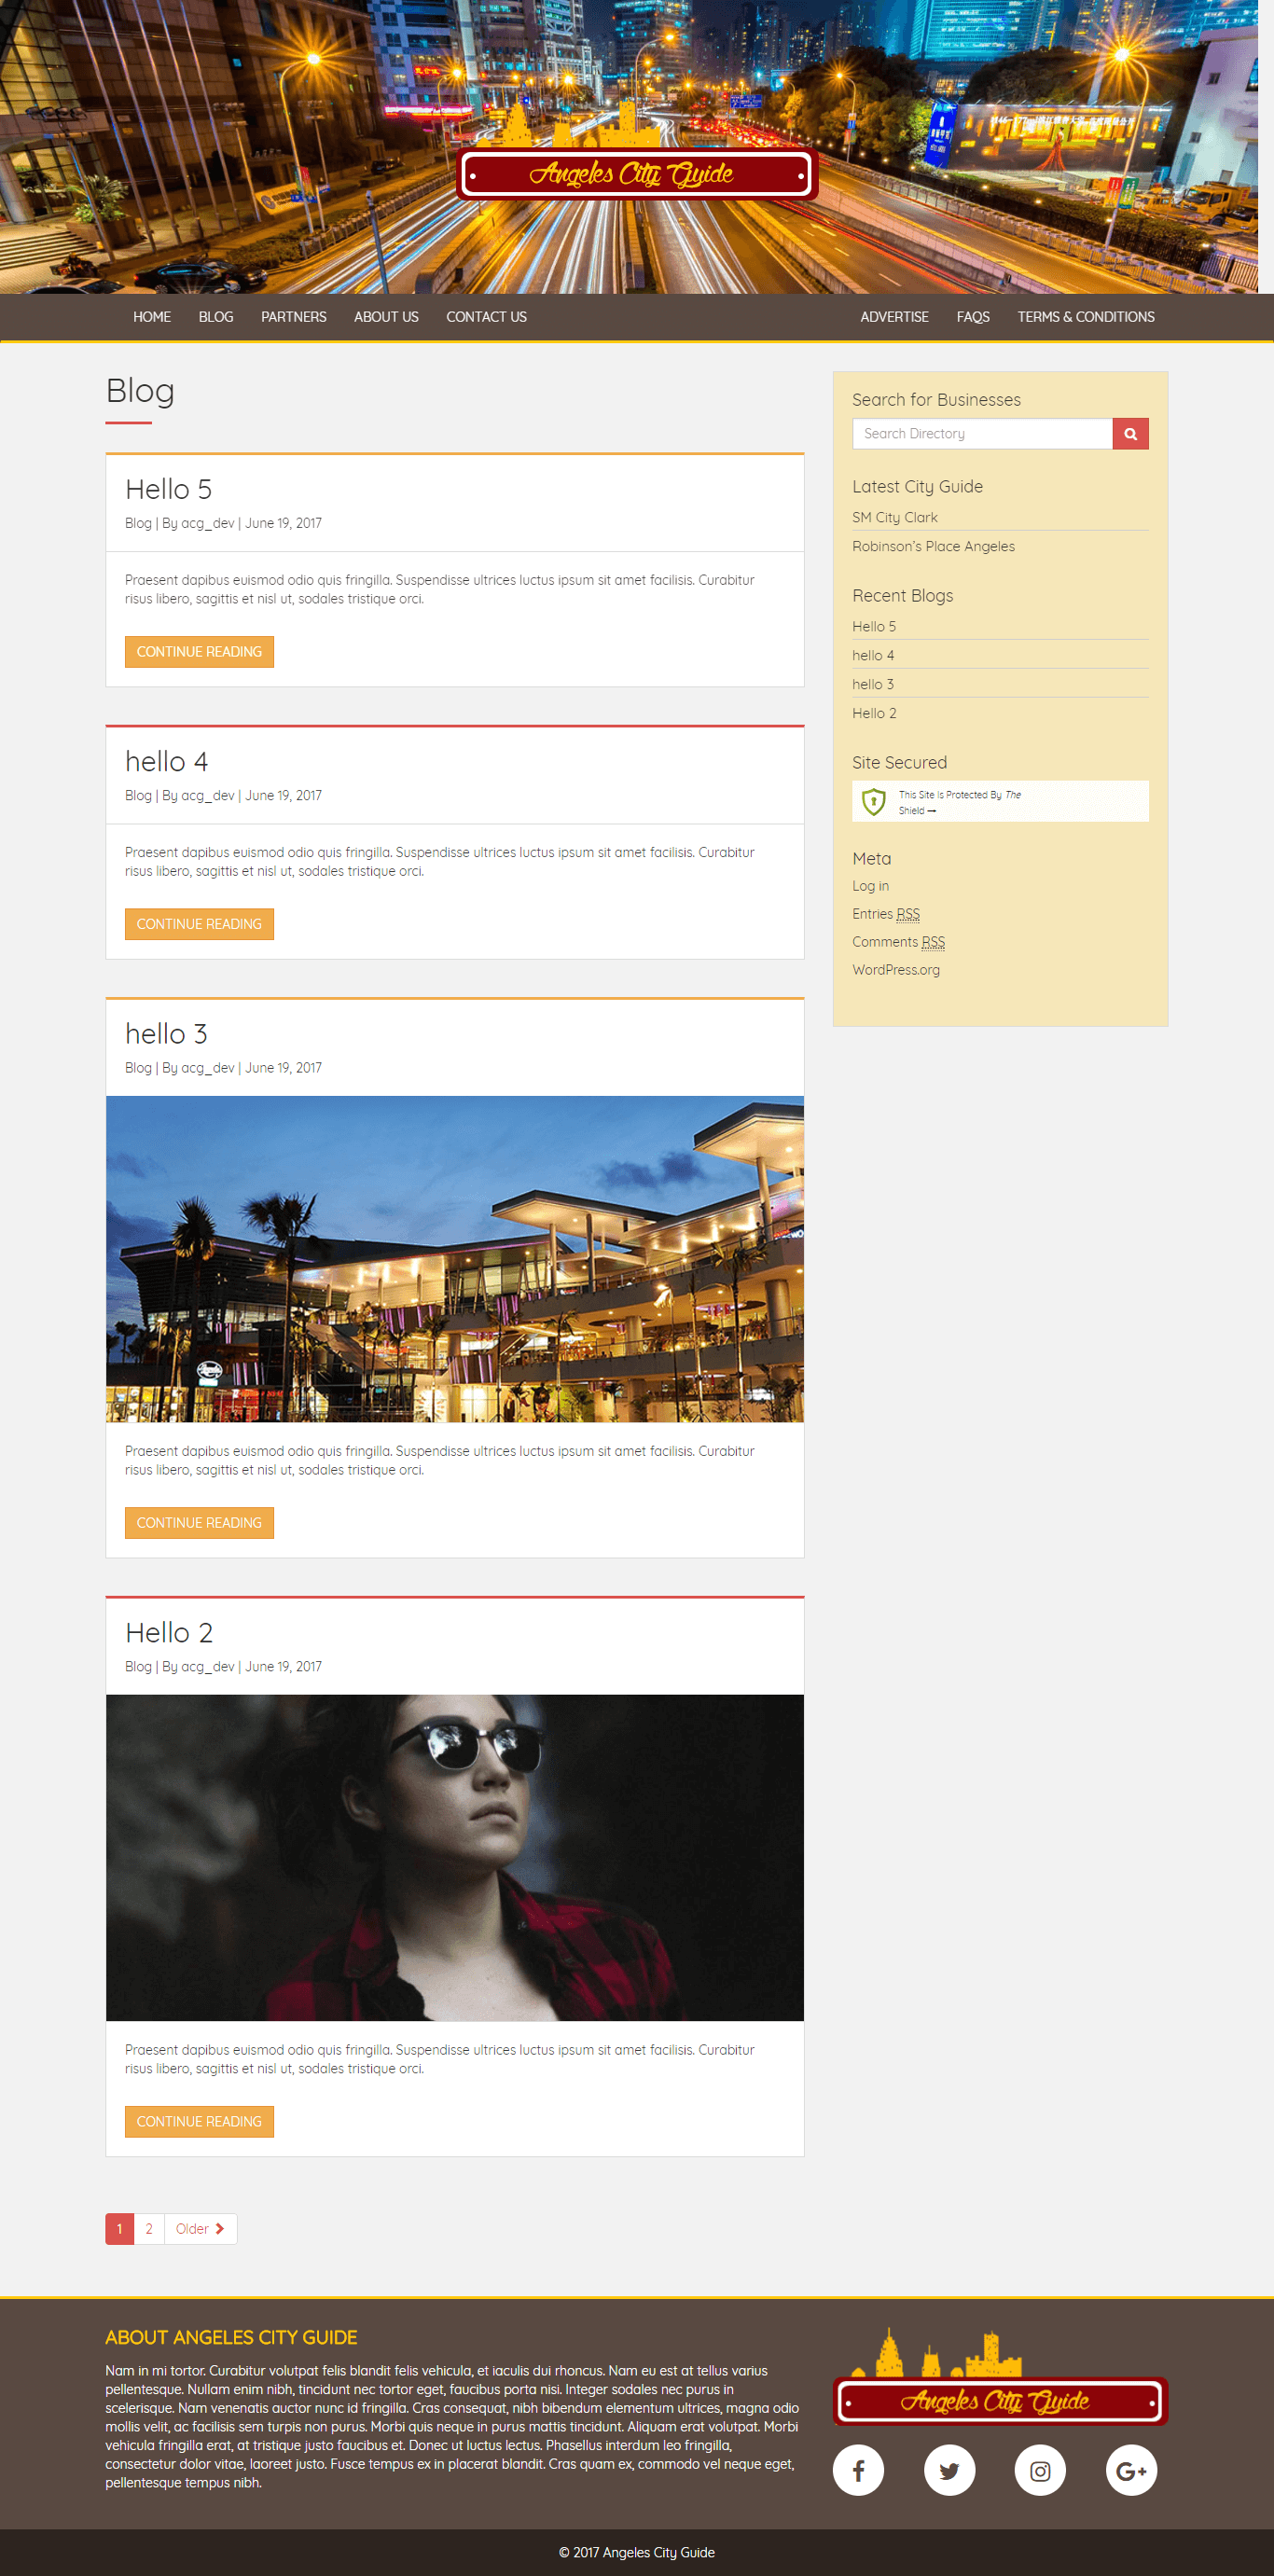 Angeles City Guide
HOME BLOG PARTNERS ABOUT US CONTACT US ADVERTISE FAQS TERMS & CONDITIONS
Blog
Hello 5
Blog | By acg_dev | June 19, 2017
Praesent dapibus euismod odio quis fringilla. Suspendisse ultrices luctus ipsum sit amet facilisis. Curabitur
risus libero, sagittis et nisl ut, sodales tristique orci.
CONTINUE READING
hello 4
Blog | By acg_dev | June 19, 2017
Praesent dapibus euismod odio quis fringilla. Suspendisse ultrices luctus ipsum sit amet facilisis. Curabitur
risus libero, sagittis et nisl ut, sodales tristique orci.
CONTINUE READING
hello 3
Blog | By acg_dev | June 19, 2017
Praesent dapibus euismod odio quis fringilla. Suspendisse ultrices luctus ipsum sit amet facilisis. Curabitur
risus libero, sagittis et nisl ut, sodales tristique orci.
CONTINUE READING
Hello 2
Blog | By acg_dev | June 19, 2017
Praesent dapibus euismod odio quis fringilla. Suspendisse ultrices luctus ipsum sit amet facilisis. Curabitur
risus libero, sagittis et nisl ut, sodales tristique orci.
CONTINUE READING
1 2 Older
Search for Businesses
Search Directory
Latest City Guide
SM City Clark
Robinson's Place Angeles
Recent Blogs
Hello 5
hello 4
hello 3
Hello 2
Site Secured
This Site Is Protected By The
Shield →
Meta
Log in
Entries RSS
Comments RSS
WordPress.org
ABOUT ANGELES CITY GUIDE
Nam in mi tortor. Curabitur volutpat felis blandit felis vehicula, et iaculis dui rhoncus. Nam eu est at tellus varius
pellentesque. Nullam enim nibh, tincidunt nec tortor eget, faucibus porta nisi. Integer sodales nec purus in
scelerisque. Nam venenatis auctor nunc id fringilla. Cras consequat, nibh bibendum elementum ultrices, magna odio
mollis velit, ac facilisis sem turpis non purus. Morbi quis neque in purus mattis tincidunt. Aliquam erat volutpat. Morbi
vehicula fringilla erat, at tristique justo faucibus et. Donec ut luctus lectus. Phasellus interdum leo fringilla,
consectetur dolor vitae, laoreet justo. Fusce tempus ex in placerat blandit. Cras quam ex, commodo vel neque eget,
pellentesque tempus nibh.
Angeles City Guide
© 2017 Angeles City Guide